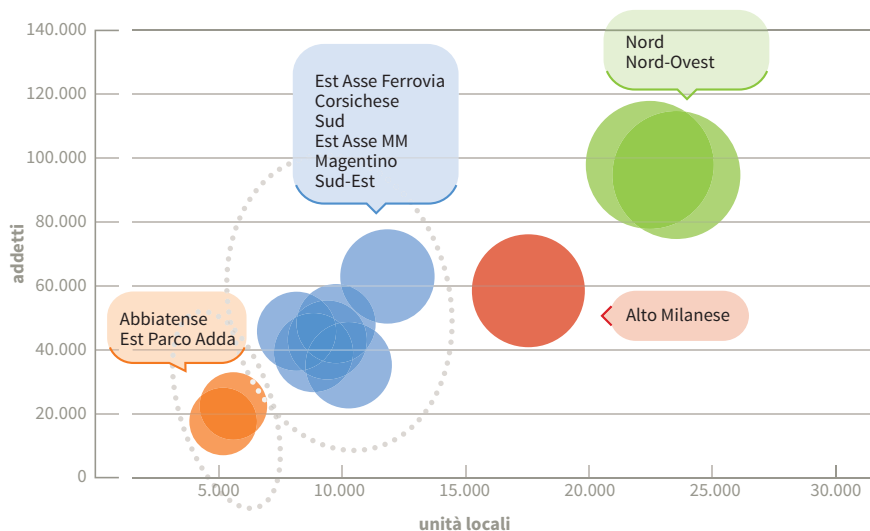 140.000
120.000
100.000
80.000
60.000
40.000
20.000
0
addetti
Nord
Nord-Ovest
Est Asse Ferrovia
Corsichese
Sud
Est Asse MM
Magentino
Sud-Est
Alto Milanese
Abbiatense
Est Parco Adda
5.000 10.000 15.000 20.000 25.000 30.000
unità locali